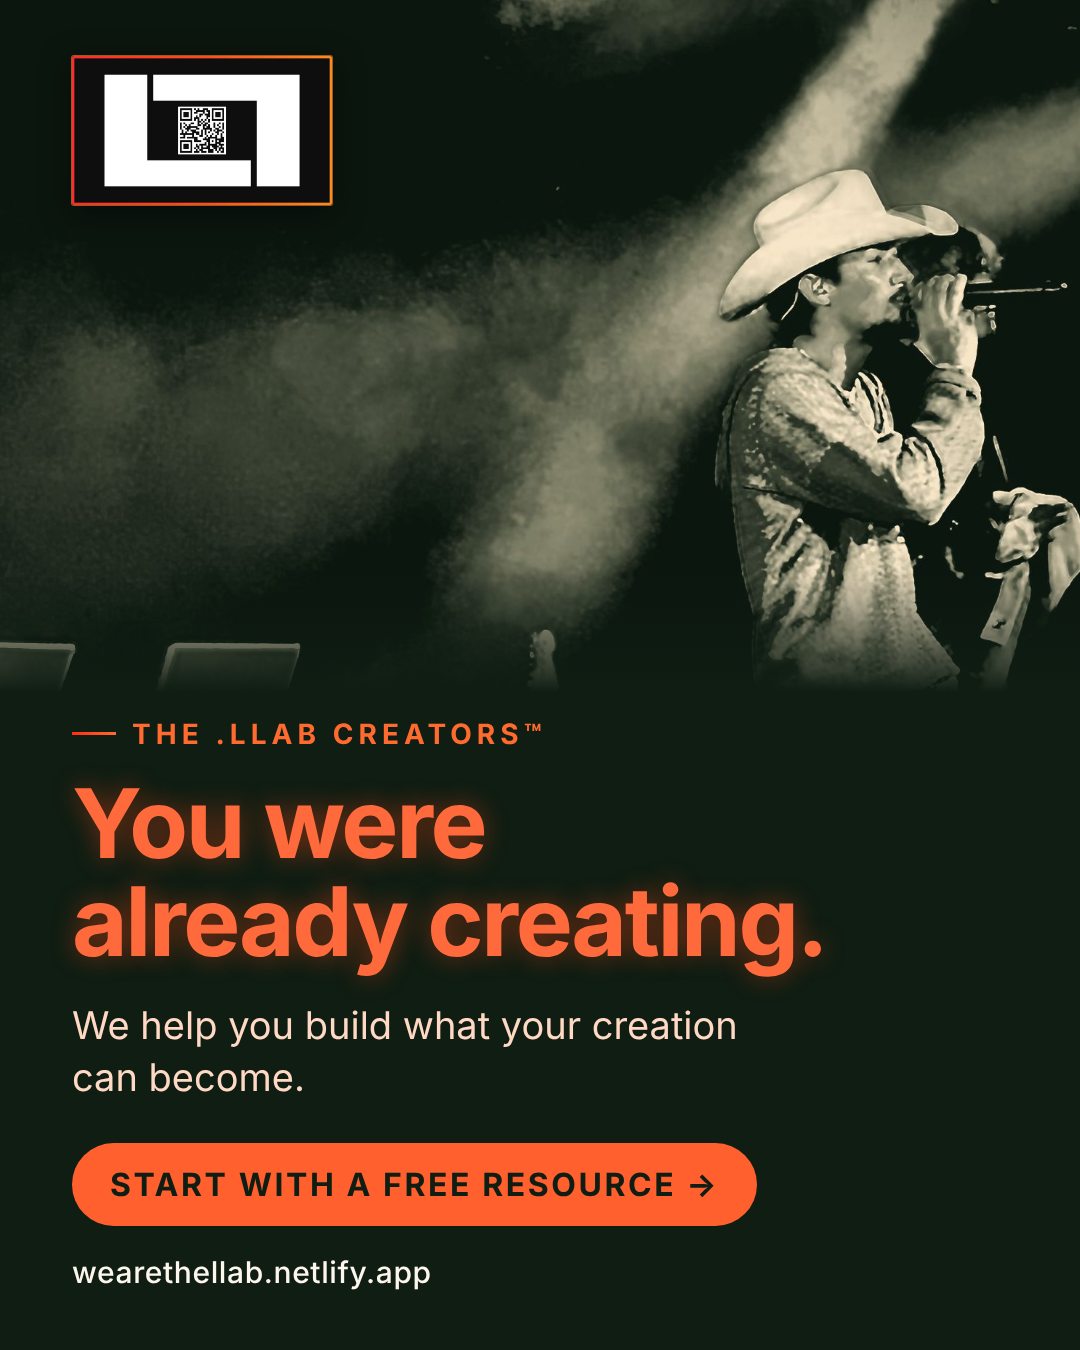 THE .LLAB CREATORS™
You were
already creating.
We help you build what your creation
can become.
START WITH A FREE RESOURCE →
wearethellab.netlify.app